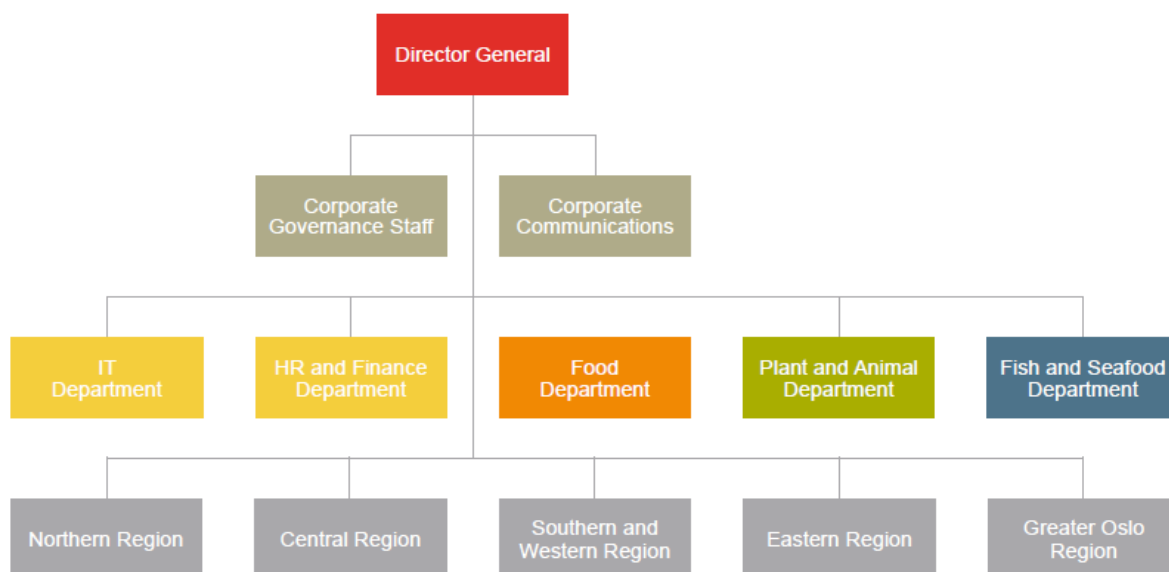 Director General
Corporate
Governance Staff
Corporate
Communications
IT
Department
HR and Finance
Department
Food
Department
Plant and Animal
Department
Fish and Seafood
Department
Northern Region
Central Region
Southern and
Western Region
Eastern Region
Greater Oslo
Region